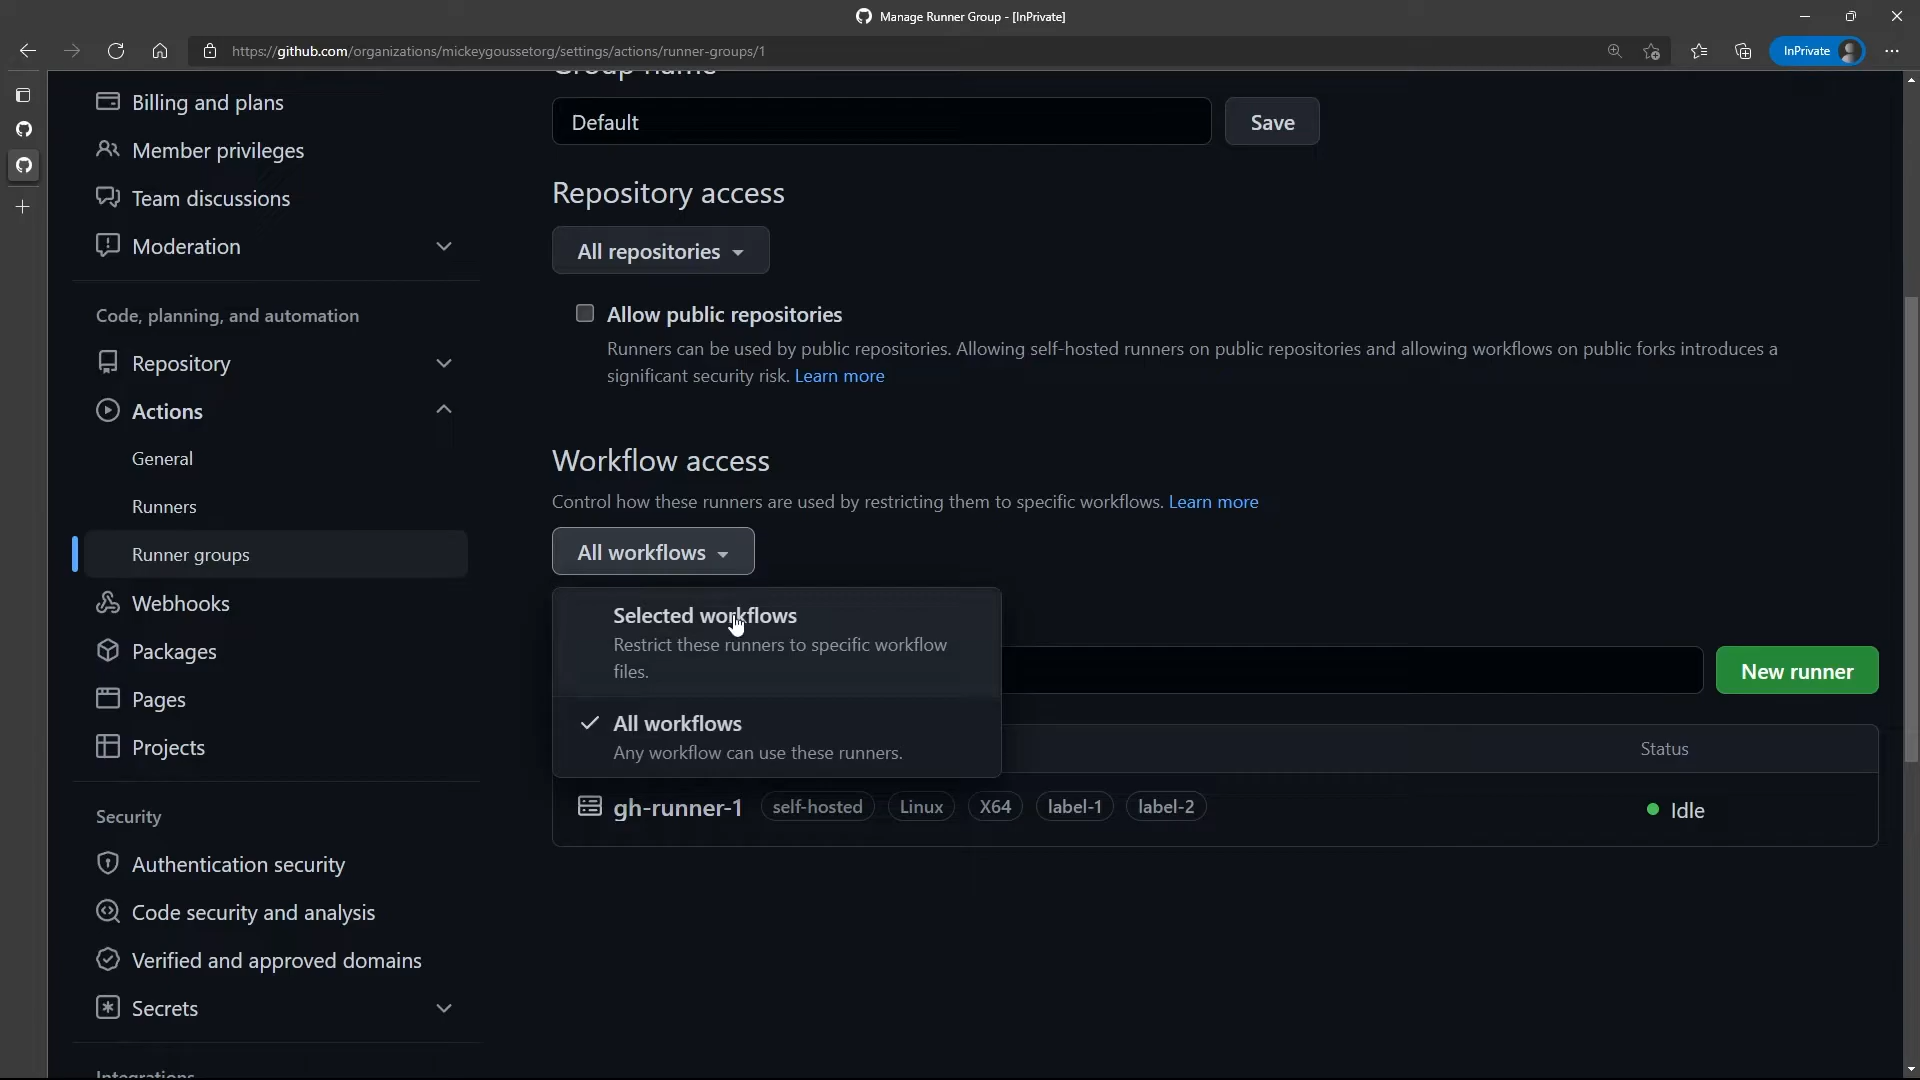 Manage Runner Group - [InPrivate]
https://github.com/organizations/mickeygoussetorg/settings/actions/runner-groups/1
InPrivate
Billing and plans
Member privileges
Team discussions
Moderation
Code, planning, and automation
Repository
Actions
General
Runners
Runner groups
Webhooks
Packages
Pages
Projects
Security
Authentication security
Code security and analysis
Verified and approved domains
Secrets
Integrations
Group name
Default
Save
Repository access
All repositories
Allow public repositories
Runners can be used by public repositories. Allowing self-hosted runners on public repositories and allowing workflows on public forks introduces a
significant security risk. Learn more
Workflow access
Control how these runners are used by restricting them to specific workflows. Learn more
All workflows
Selected workflows
Restrict these runners to specific workflow
files.
All workflows
Any workflow can use these runners.
New runner
Status
gh-runner-1 self-hosted Linux X64 label-1 label-2
Idle